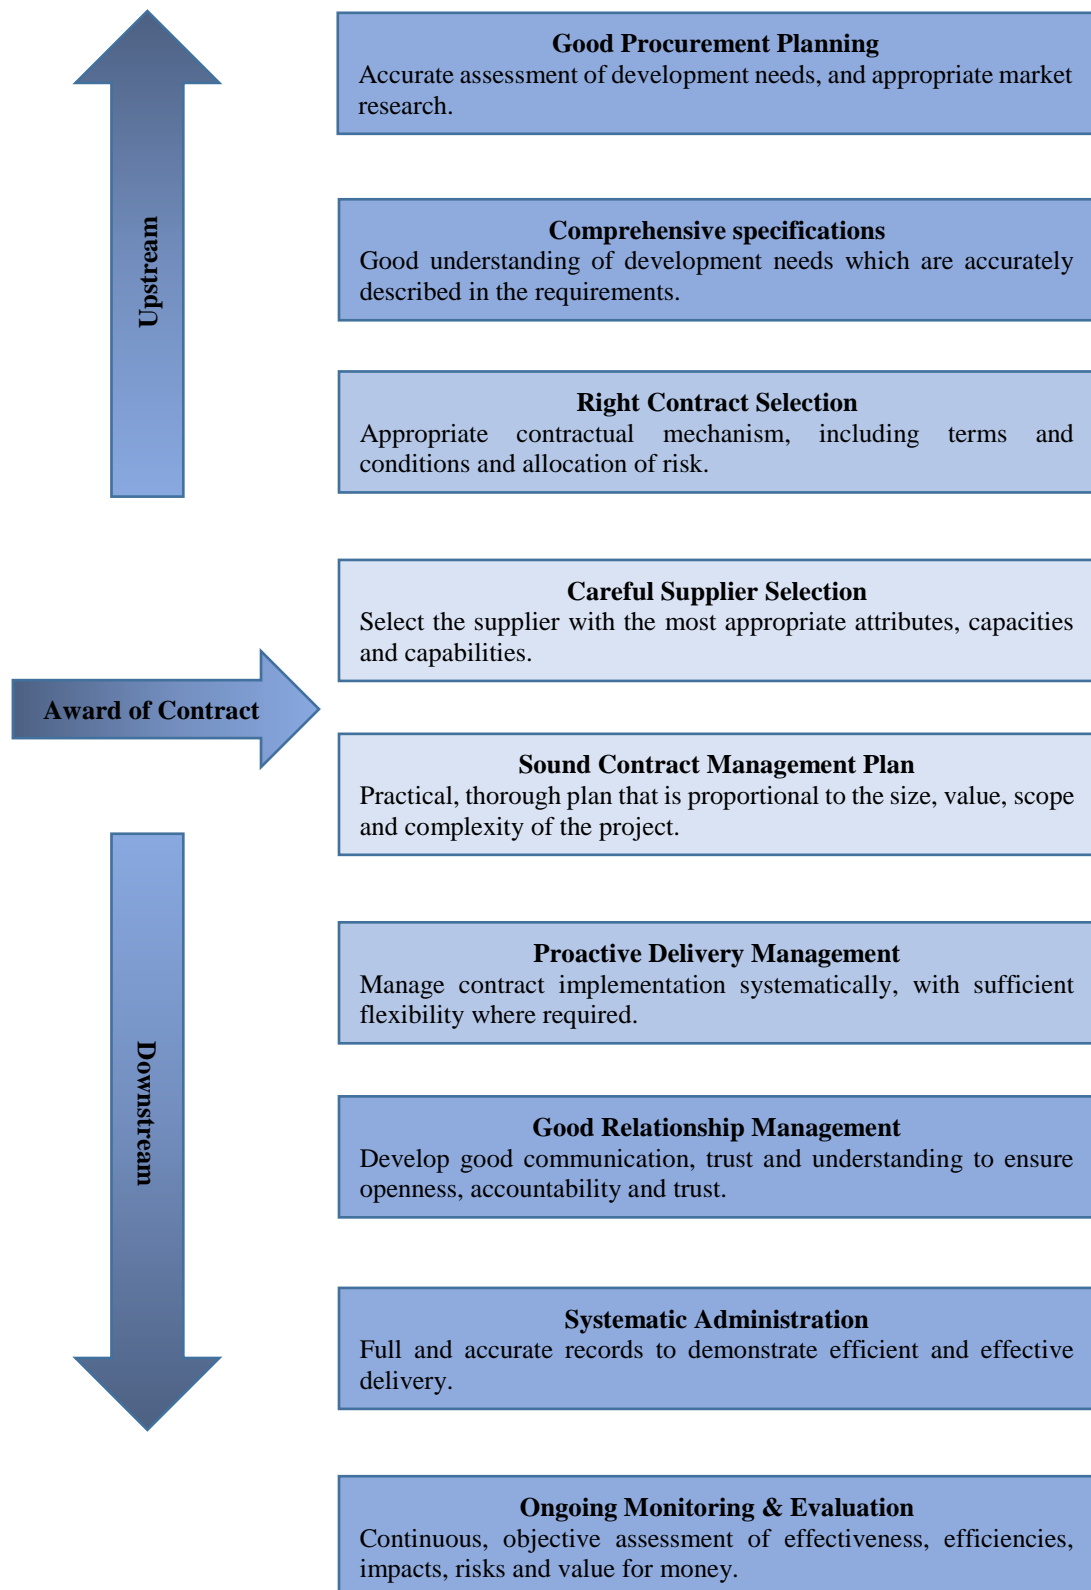 Good Procurement Planning
Accurate assessment of development needs, and appropriate market
research.
Upstream
Comprehensive specifications
Good understanding of development needs which are accurately
described in the requirements.
Right Contract Selection
Appropriate contractual mechanism, including terms and
conditions and allocation of risk.
Careful Supplier Selection
Select the supplier with the most appropriate attributes, capacities
and capabilities.
Award of Contract
Sound Contract Management Plan
Practical, thorough plan that is proportional to the size, value, scope
and complexity of the project.
Downstream
Proactive Delivery Management
Manage contract implementation systematically, with sufficient
flexibility where required.
Good Relationship Management
Develop good communication, trust and understanding to ensure
openness, accountability and trust.
Systematic Administration
Full and accurate records to demonstrate efficient and effective
delivery.
Ongoing Monitoring & Evaluation
Continuous, objective assessment of effectiveness, efficiencies,
impacts, risks and value for money.